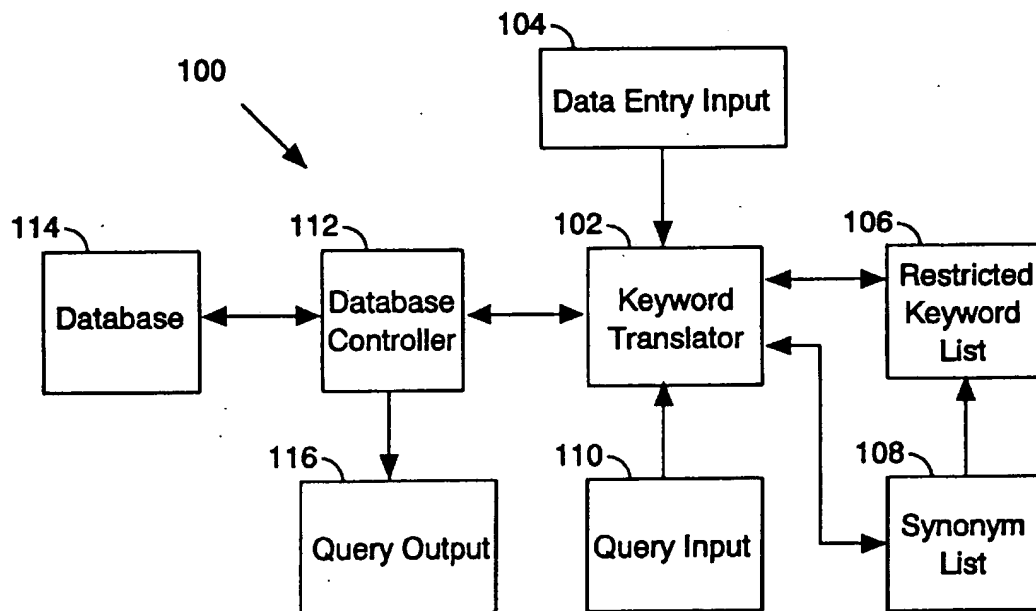 104
100
Data Entry Input
114
112
102
106
Database
Database
Controller
Keyword
Translator
Restricted
Keyword
List
116
110
108
Query Output
Query Input
Synonym
List